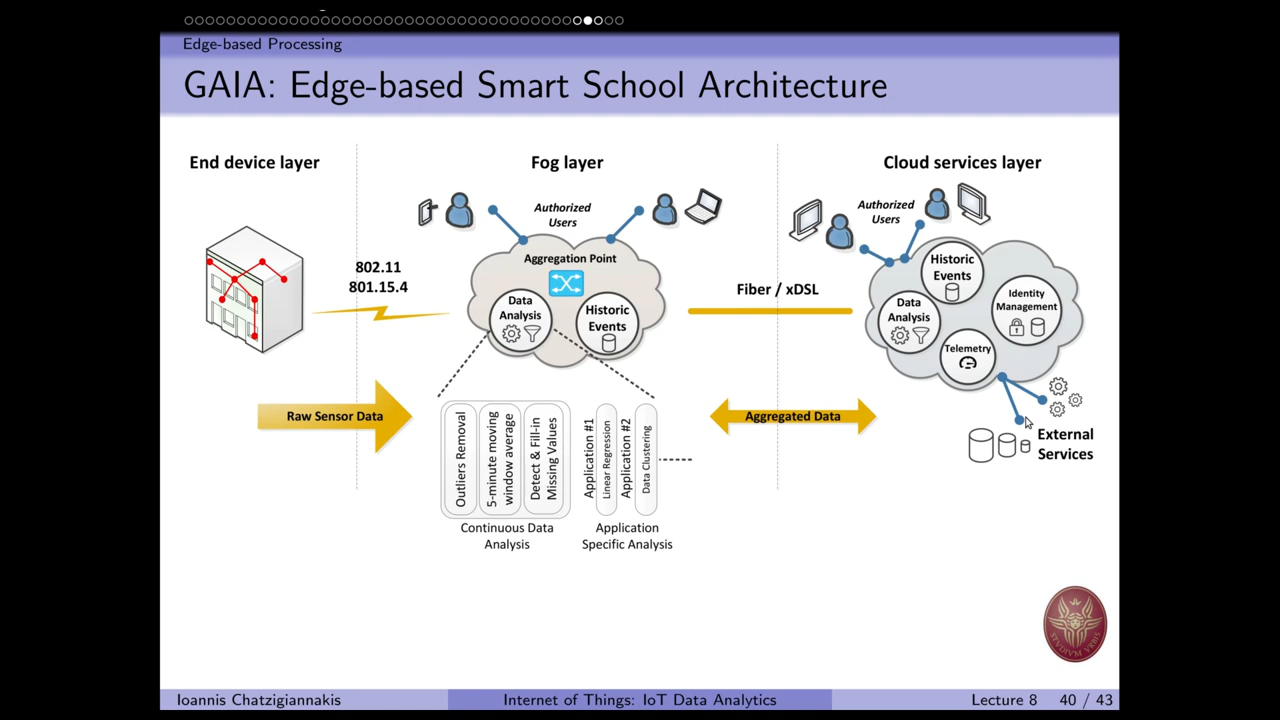 Edge-based Processing
GAIA: Edge-based Smart School Architecture
End device layer
Fog layer
Cloud services layer
Authorized
Users
Authorized
Users
802.11
801.15.4
Aggregation Point
Data
Analysis
Historic
Events
Fiber / xDSL
Historic
Events
Data
Analysis
Identity
Management
Telemetry
Raw Sensor Data
Aggregated Data
External
Services
Outliers Removal
5-minute moving
window average
Detect & Fill-in
Missing Values
Application #1
Linear Regression
Application #2
Data Clustering
Continuous Data
Analysis
Application
Specific Analysis
STVDIVM VRBIS
Ioannis Chatzigiannakis
Internet of Things: IoT Data Analytics
Lecture 8
40 / 43